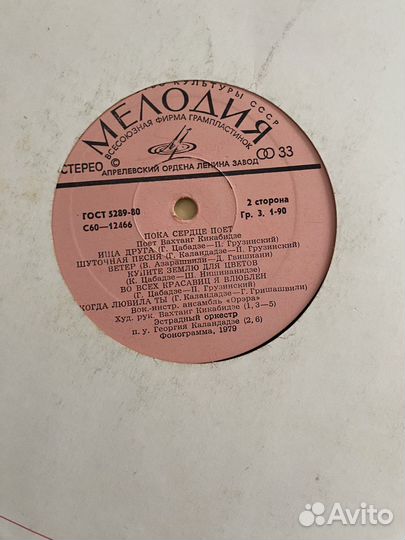 КУЛЬТУРЫ СССР
МЕЛОДИЯ
ВСЕСОЮЗНАЯ ФИРМА ГРАМПЛАСТИНОК
СТЕРЕО
33
АПРЕЛЕВСКИЙ ОРДЕНА ЛЕНИНА ЗАВОД
ГОСТ 5289-80
С60—12466
2 сторона
Гр. 3. 1-90
ПОКА СЕРДЦЕ ПОЕТ
Поет Вахтанг Кикабидзе
ИЩА ДРУГА (Г. Цабадзе — П. Грузинский)
ШУТОЧНАЯ ПЕСНЯ (Г. Каландадзе — П. Грузинский)
ВЕТЕР (В. Азарашвили — Д. Гвишиани)
КУПИТЕ ЗЕМЛЮ ДЛЯ ЦВЕТОВ
(К. Цабадзе — Ш. Нишнианидзе)
ВО ВСЕХ КРАСАВИЦ Я ВЛЮБЛЕН
(Г. Цабадзе — П. Грузинский)
КОГДА ЛЮБИЛА ТЫ (Г. Каландадзе — Г. Гришашвили)
Вок.-инстр. ансамбль «Орэра»
Худ. рук. Вахтанг Кикабидзе (1, 3—5)
Эстрадный оркестр
п. у. Георгия Каландадзе (2, 6)
Фонограмма, 1979
Avito